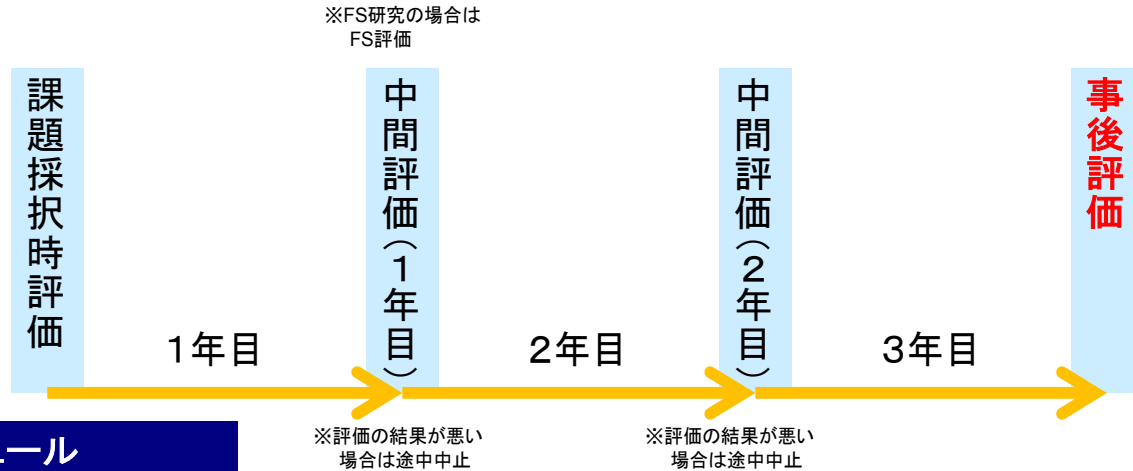 ※FS研究の場合は
FS評価
課題採択時評価
中間評価(1年目)
中間評価(2年目)
事後評価
1年目
2年目
3年目
※評価の結果が悪い
場合は途中中止
※評価の結果が悪い
場合は途中中止
ュール